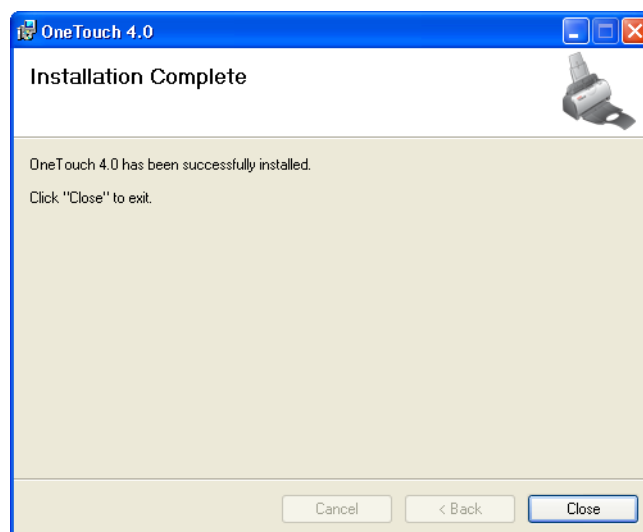 OneTouch 4.0
Installation Complete
OneTouch 4.0 has been successfully installed.
Click "Close" to exit.
Cancel
< Back
Close